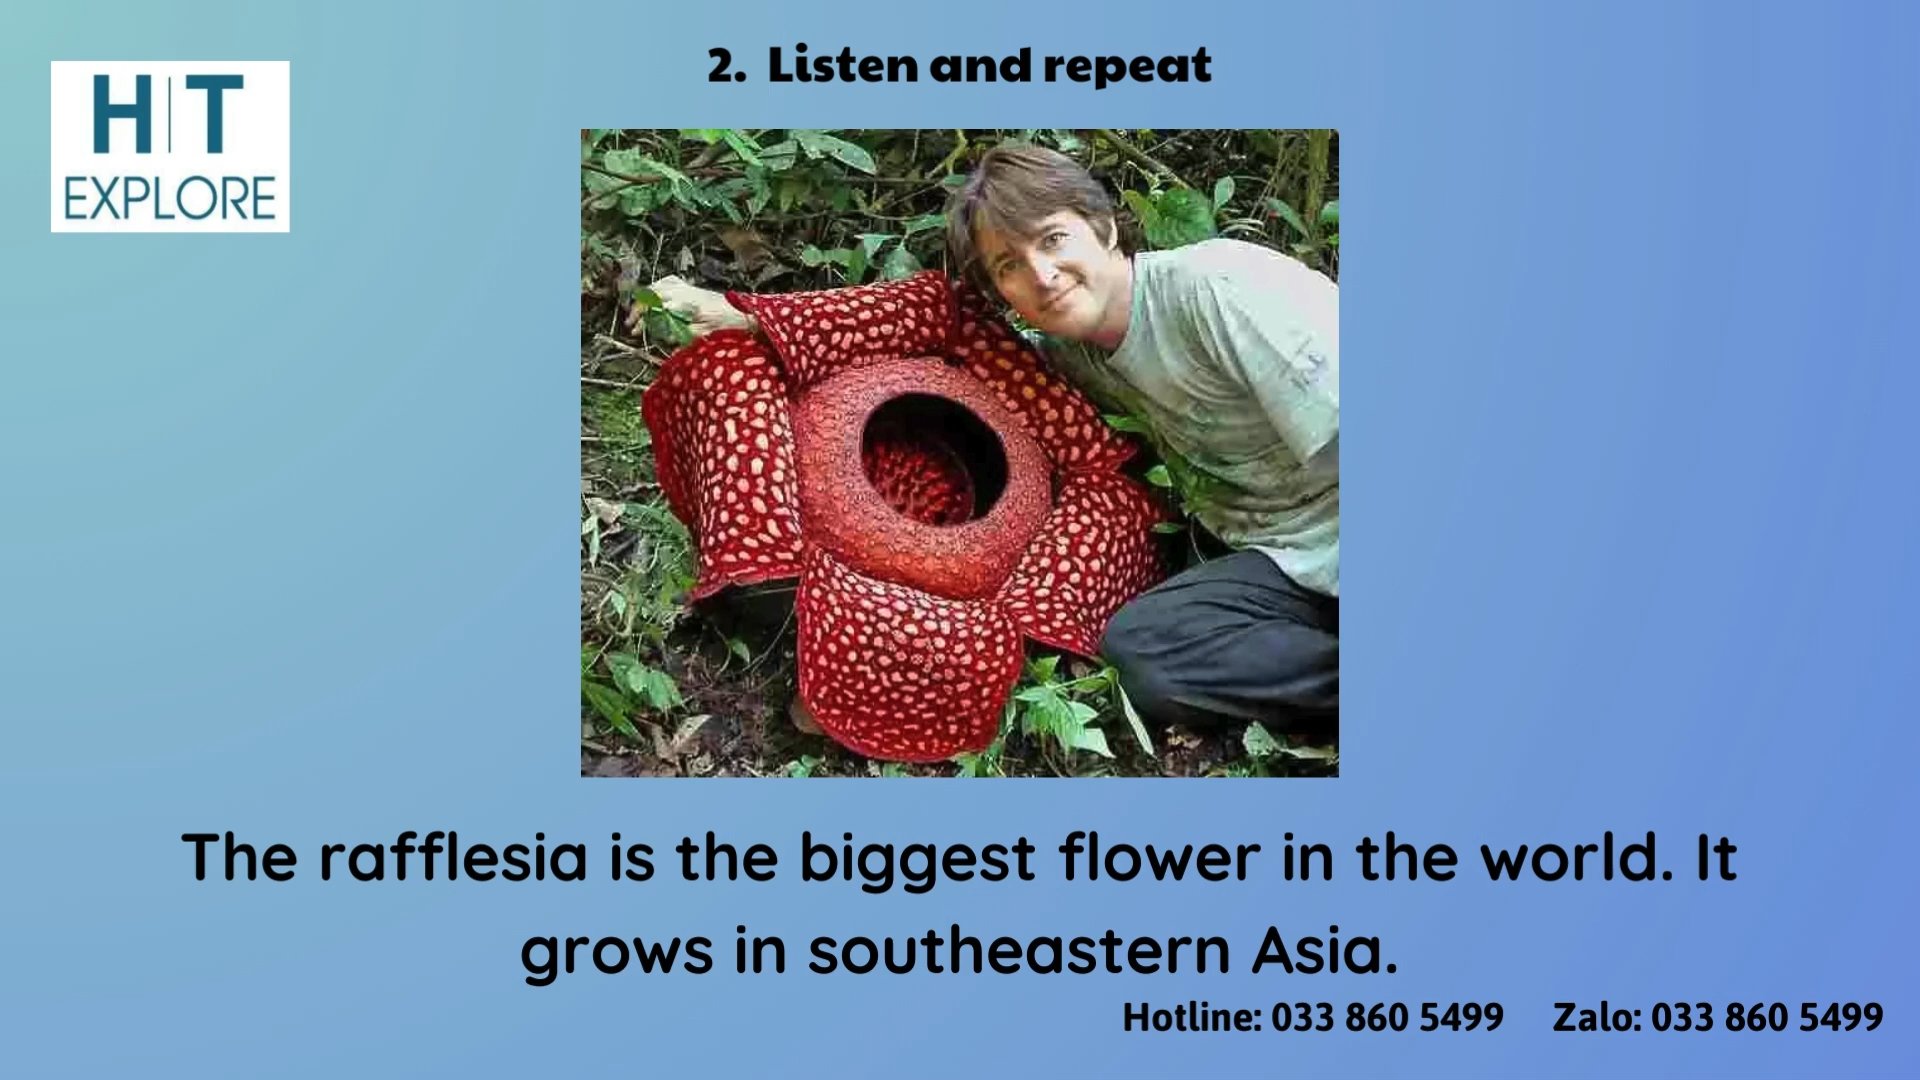 2. Listen and repeat
H|T
EXPLORE
The rafflesia is the biggest flower in the world. It
grows in southeastern Asia.
Hotline: 033 860 5499 Zalo: 033 860 5499